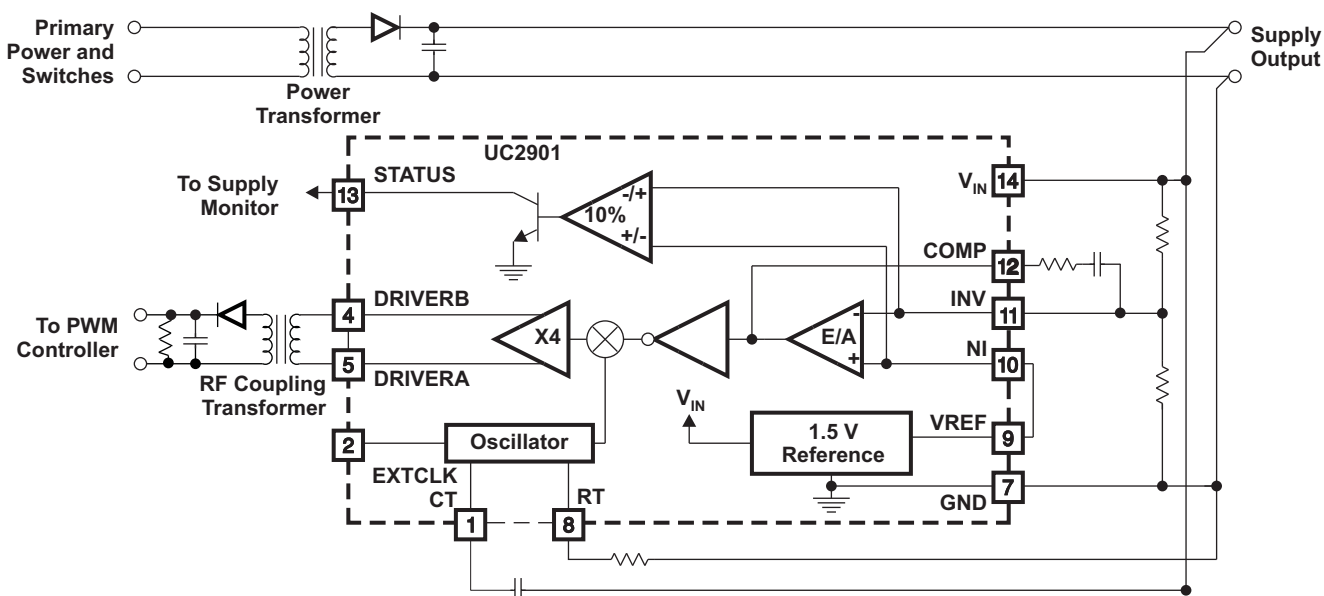 Primary
Power and
Switches
Power
Transformer
Supply
Output
UC2901
To Supply
Monitor
13
STATUS
10%
-/+
+/-
VIN
14
COMP
12
INV
11
NI
10
VREF
9
7
GND
To PWM
Controller
RF Coupling
Transformer
4
DRIVERB
5
DRIVERA
X4
E/A
-
+
VIN
1.5 V
Reference
2
EXTCLK
Oscillator
CT
1
RT
8